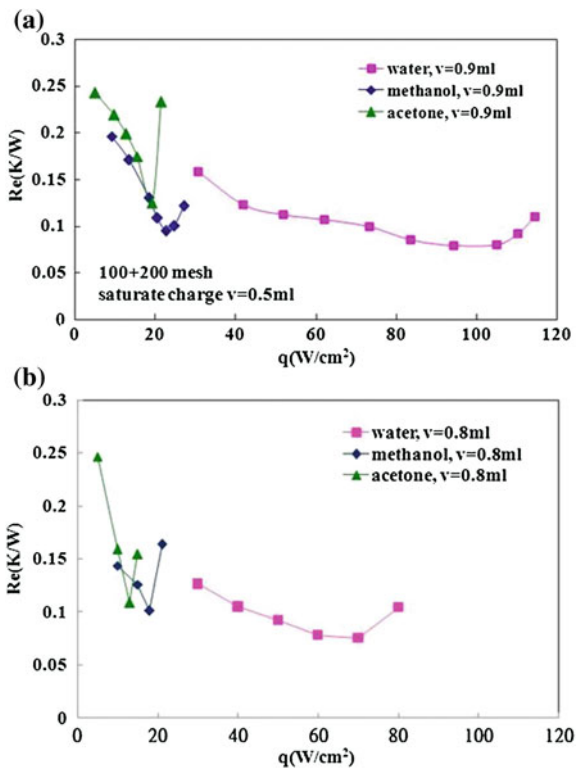 (a)
0.3
0.25
0.2
0.15
0.1
0.05
0
Re(K/W)
water, v=0.9ml
methanol, v=0.9ml
acetone, v=0.9ml
100+200 mesh
saturate charge v=0.5ml
0 20 40 60 80 100 120
q(W/cm²)
(b)
0.3
0.25
0.2
0.15
0.1
0.05
0
Re(K/W)
water, v=0.8ml
methanol, v=0.8ml
acetone, v=0.8ml
0 20 40 60 80 100 120
q(W/cm²)